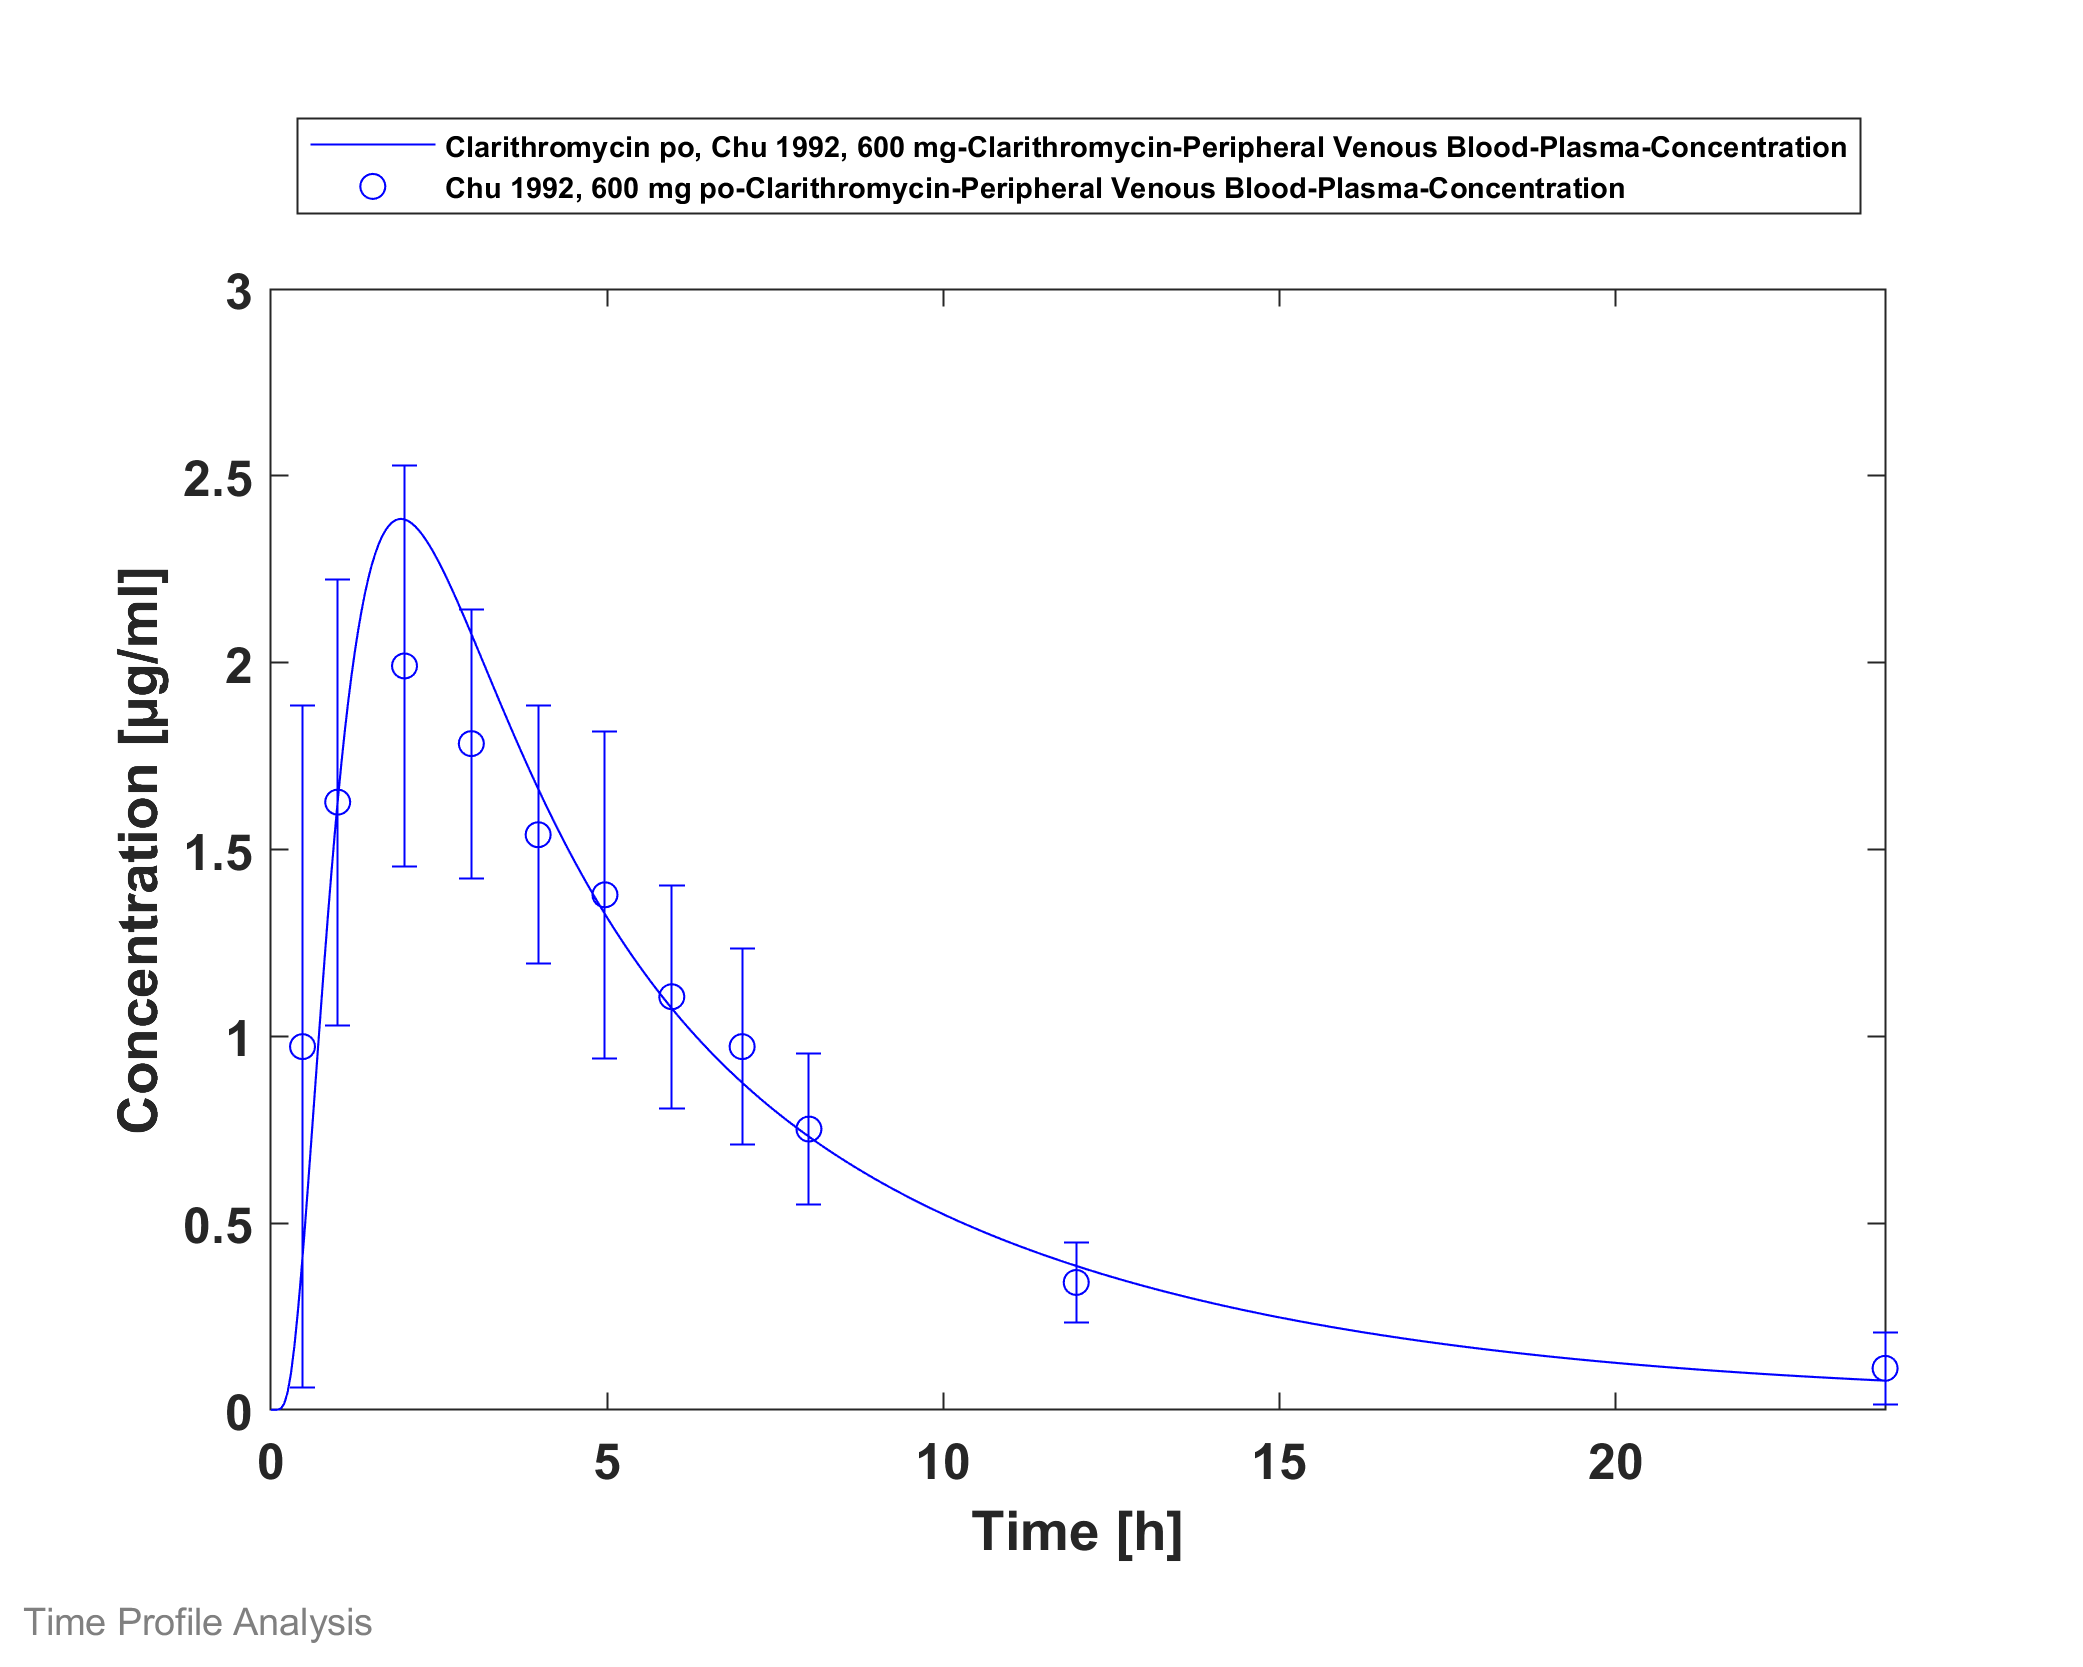 Clarithromycin po, Chu 1992, 600 mg-Clarithromycin-Peripheral Venous Blood-Plasma-Concentration
Chu 1992, 600 mg po-Clarithromycin-Peripheral Venous Blood-Plasma-Concentration
3
2.5
2
1.5
1
0.5
0
Concentration [µg/ml]
0 5 10 15 20
Time [h]
Time Profile Analysis